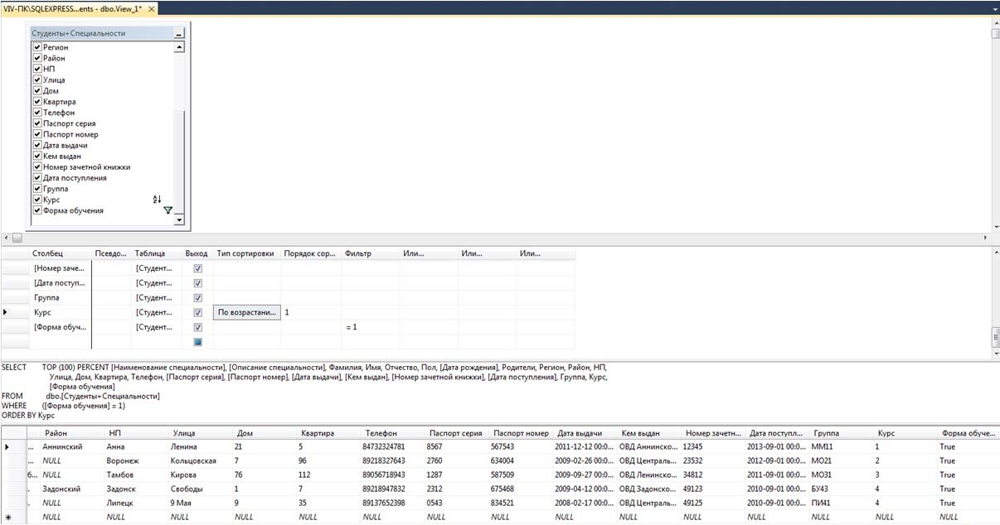 VIV-ПК\SQLEXPRESS...ents - dbo.View_1*
Студенты+Специальности
Регион
Район
НП
Улица
Дом
Квартира
Телефон
Паспорт серия
Паспорт номер
Дата выдачи
Кем выдан
Номер зачетной книжки
Дата поступления
Группа
Курс
Форма обучения
Столбец Псевдо... Таблица Выход Тип сортировки Порядок сор... Фильтр Или... Или... Или...
[Номер заче... [Студент...
[Дата поступ... [Студент...
Группа [Студент...
Курс [Студент... По возрастани... 1
[Форма обуч... [Студент... = 1
SELECT TOP (100) PERCENT [Наименование специальности], [Описание специальности], Фамилия, Имя, Отчество, Пол, [Дата рождения], Родители, Регион, Район, НП,
Улица, Дом, Квартира, Телефон, [Паспорт серия], [Паспорт номер], [Дата выдачи], [Кем выдан], [Номер зачетной книжки], [Дата поступления], Группа, Курс,
[Форма обучения]
FROM dbo.[Студенты+Специальности]
WHERE ([Форма обучения] = 1)
ORDER BY Курс
Район НП Улица Дом Квартира Телефон Паспорт серия Паспорт номер Дата выдачи Кем выдан Номер зачетн... Дата поступл... Группа Курс Форма обуче...
... Аннинский Анна Ленина 21 5 84732324781 8567 567543 2011-12-12 00:0... ОВД Аннинско... 12345 2013-09-01 00:0... ММ11 1 True
... NULL Воронеж Кольцовская 7 96 89218327643 2760 634004 2009-02-26 00:0... ОВД Централь... 23532 2012-09-01 00:0... МО21 2 True
б... NULL Тамбов Кирова 76 112 89056718943 1287 587509 2009-09-27 00:0... ОВД Ленинско... 34812 2011-09-01 00:0... МО31 3 True
. Задонский Задонск Свободы 1 7 89218947832 2312 675468 2009-04-12 00:0... ОВД Задонско... 49123 2010-09-01 00:0... БУ43 4 True
. NULL Липецк 9 Мая 9 35 89137652398 0543 834521 2008-02-17 00:0... ОВД Централь... 49125 2010-09-01 00:0... ПИ41 4 True
NULL NULL NULL NULL NULL NULL NULL NULL NULL NULL NULL NULL NULL NULL NULL